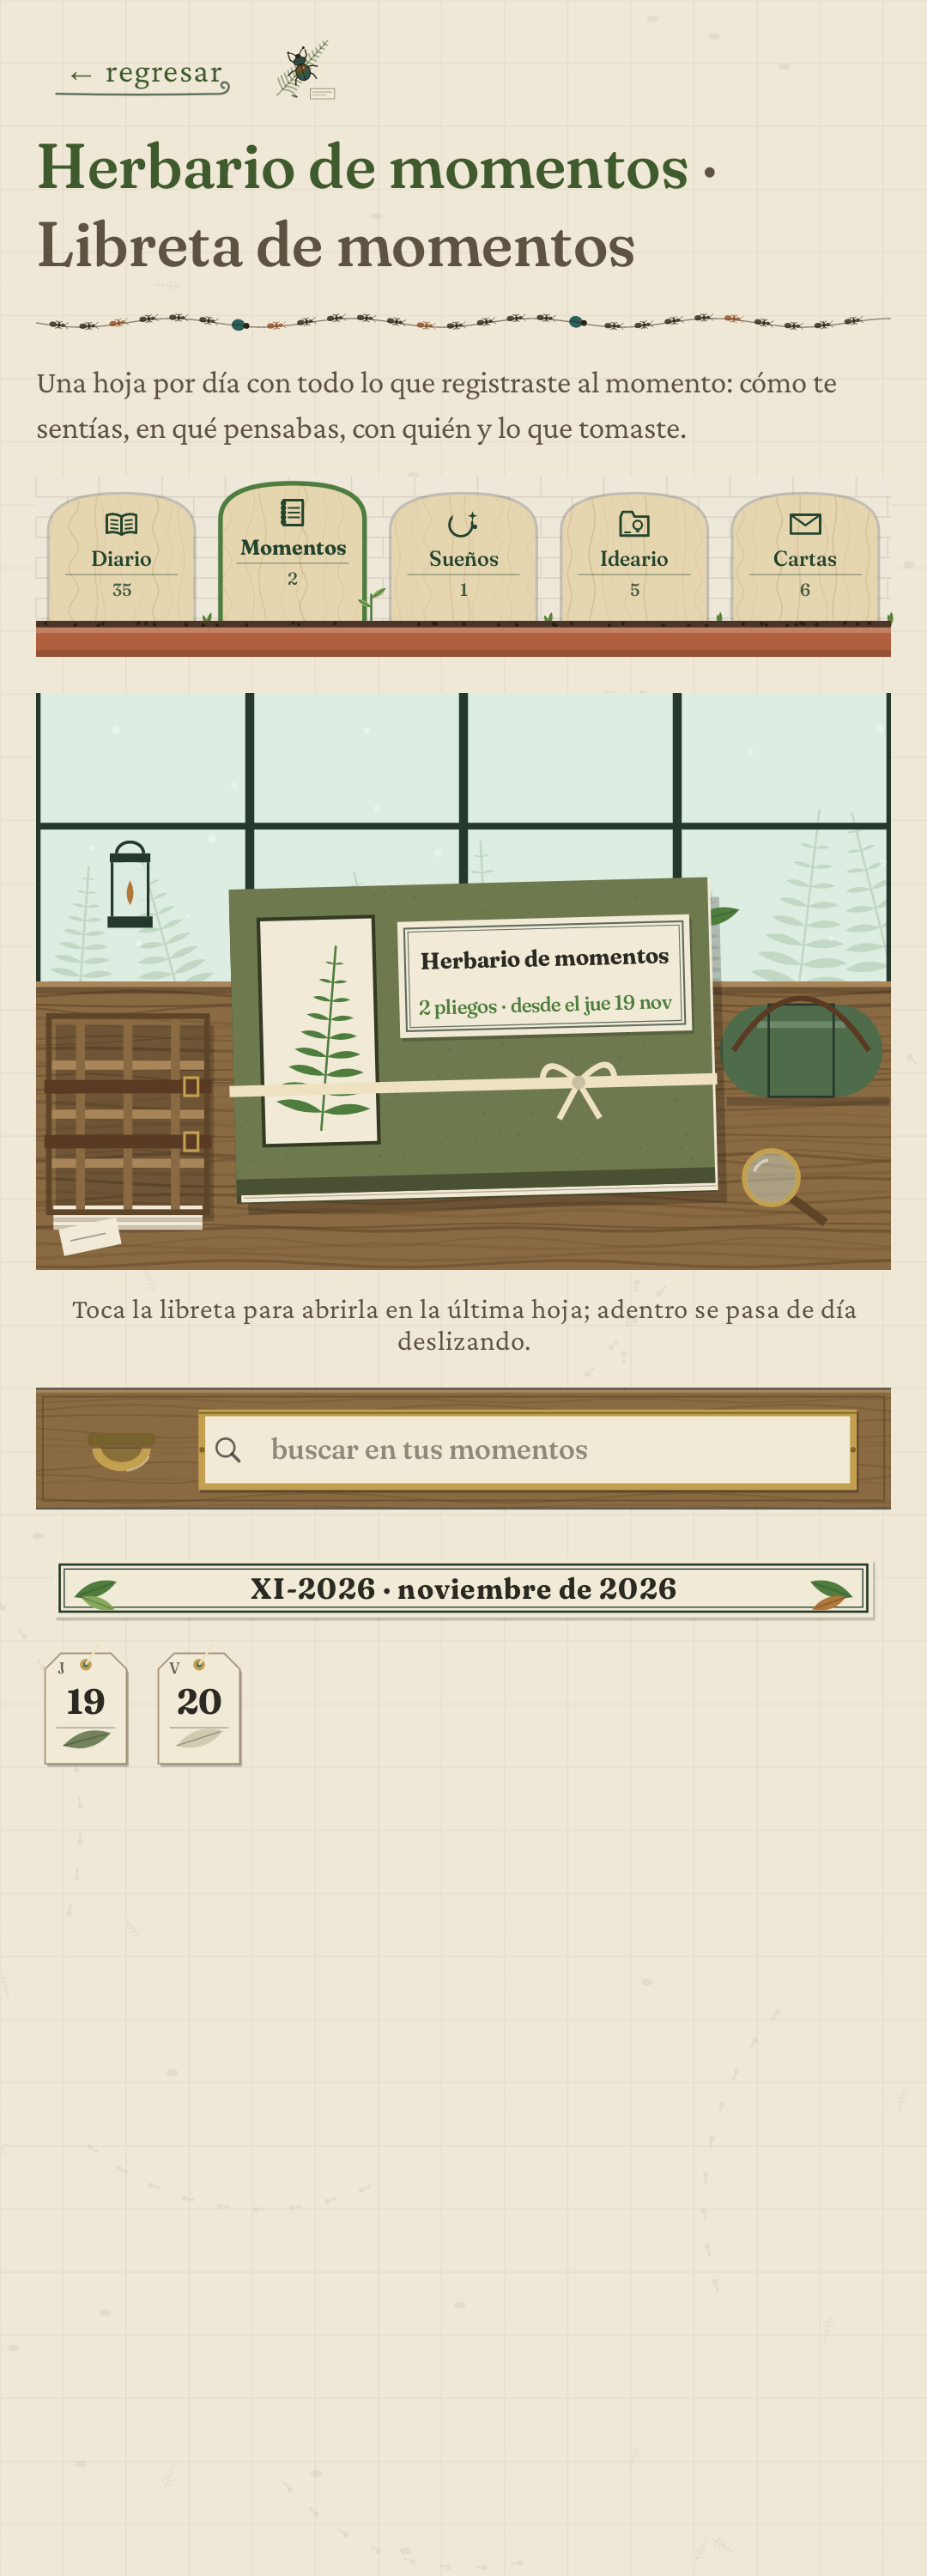 ← regresar
Herbario de momentos ·
Libreta de momentos
Una hoja por día con todo lo que registraste al momento: cómo te
sentías, en qué pensabas, con quién y lo que tomaste.
Diario
35
Momentos
2
Sueños
1
Ideario
5
Cartas
6
Herbario de momentos
2 pliegos · desde el jue 19 nov
Toca la libreta para abrirla en la última hoja; adentro se pasa de día
deslizando.
buscar en tus momentos
XI-2026 · noviembre de 2026
J
19
V
20